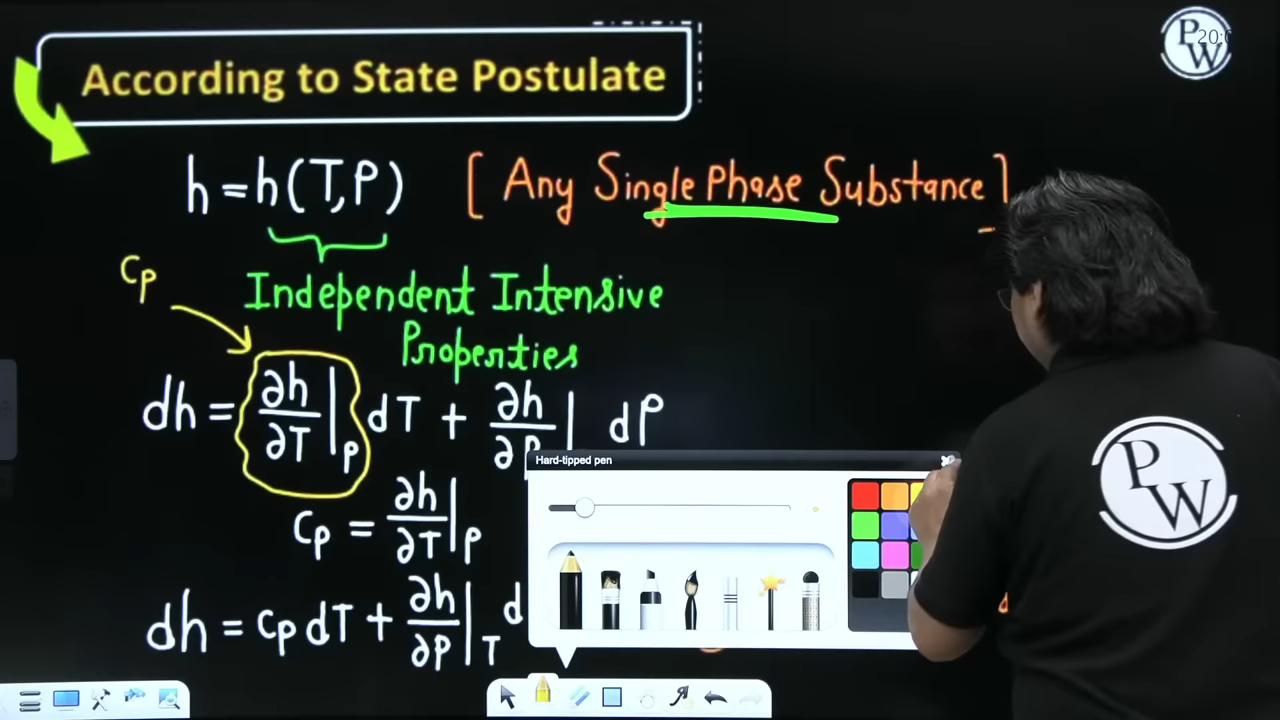 According to State Postulate
PW
20:
h = h(T,P) [Any Single Phase Substance]
Cp
Independent Intensive
Properties
dh = ∂h/∂T|P dT + ∂h/∂P| dP
Hard-tipped pen
Cp = ∂h/∂T|P
dh = Cp dT + ∂h/∂P|T d
PW